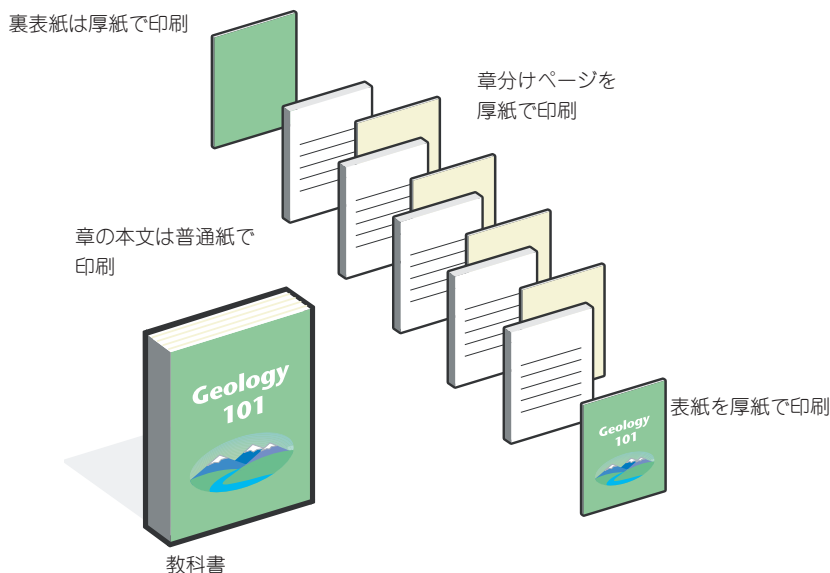 裏表紙は厚紙で印刷
章分けページを
厚紙で印刷
章の本文は普通紙で
印刷
Geology
101
表紙を厚紙で印刷
Geology
101
教科書